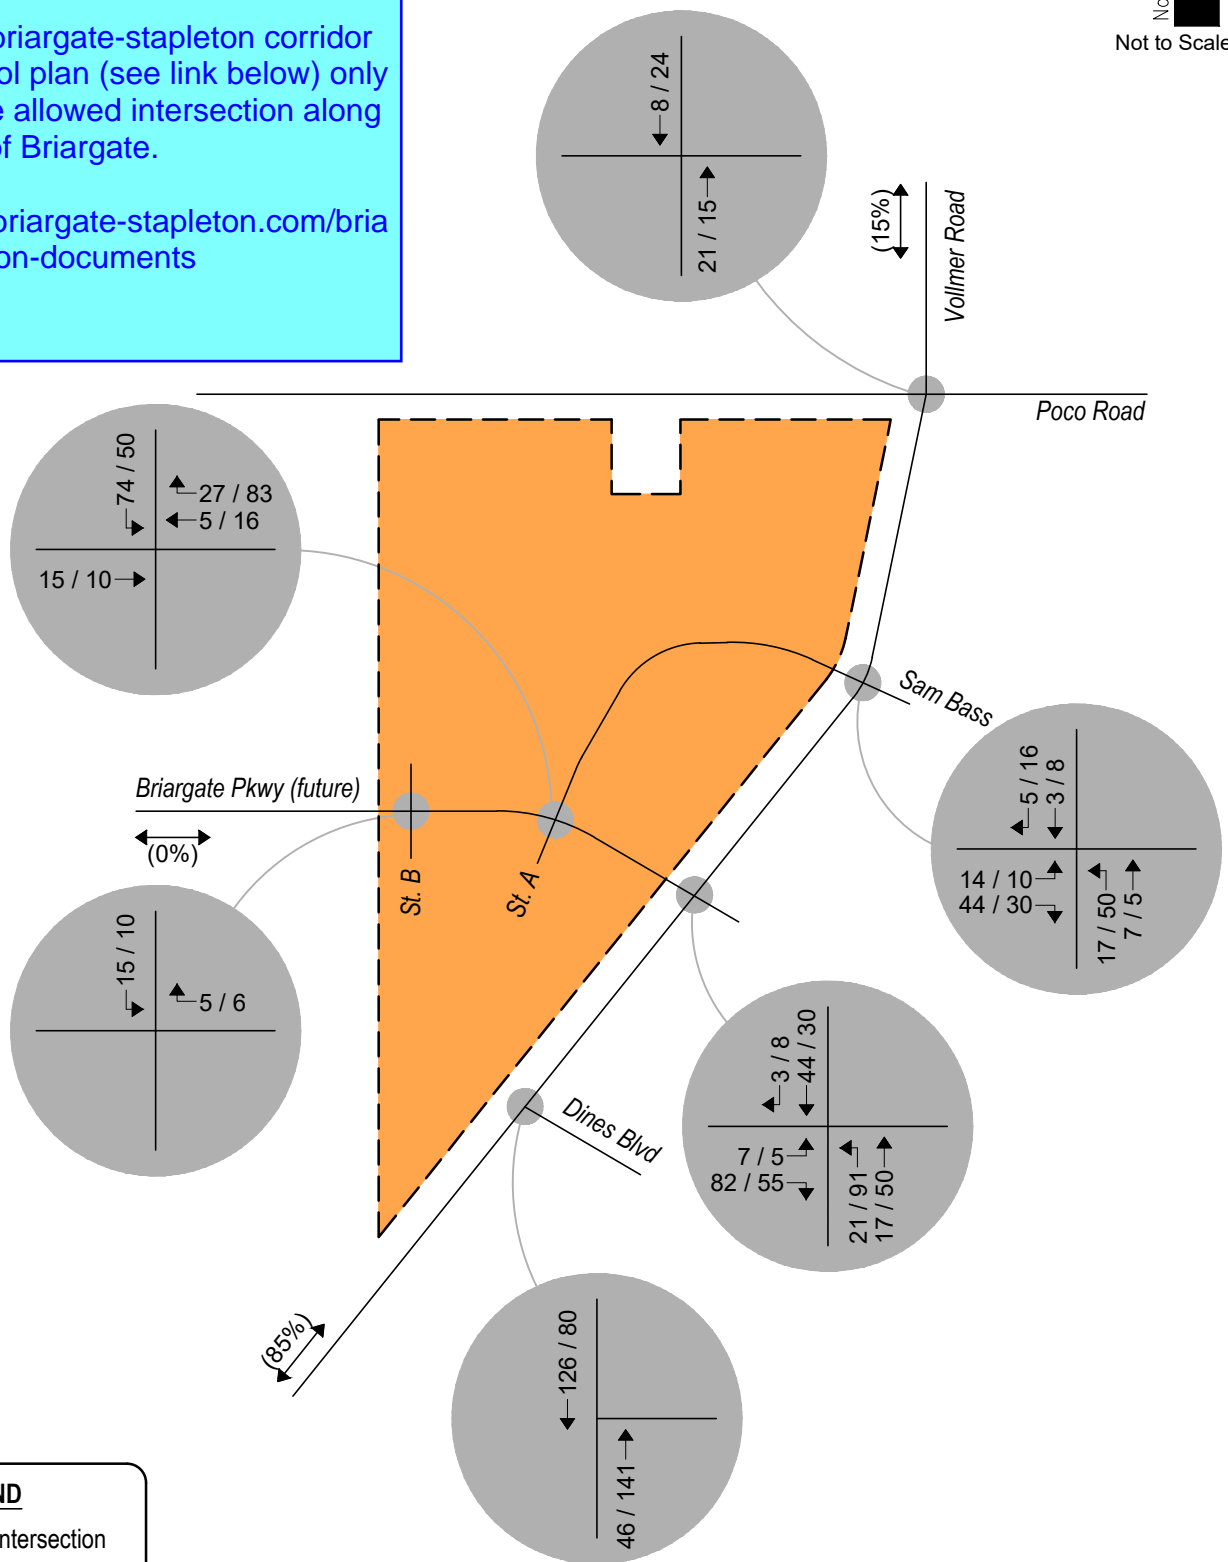 briargate-stapleton corridor
ol plan (see link below) only
e allowed intersection along
of Briargate.
briargate-stapleton.com/bria
on-documents
Not to Scale
8 / 24
21 / 15
(15%)
Vollmer Road
Poco Road
74 / 50
27 / 83
5 / 16
15 / 10
Sam Bass
5 / 16
3 / 8
14 / 10
44 / 30
17 / 50
7 / 5
Briargate Pkwy (future)
(0%)
St. B
St. A
15 / 10
5 / 6
3 / 8
44 / 30
7 / 5
82 / 55
21 / 91
17 / 50
Dines Blvd
(85%)
126 / 80
46 / 141
ND
ntersection